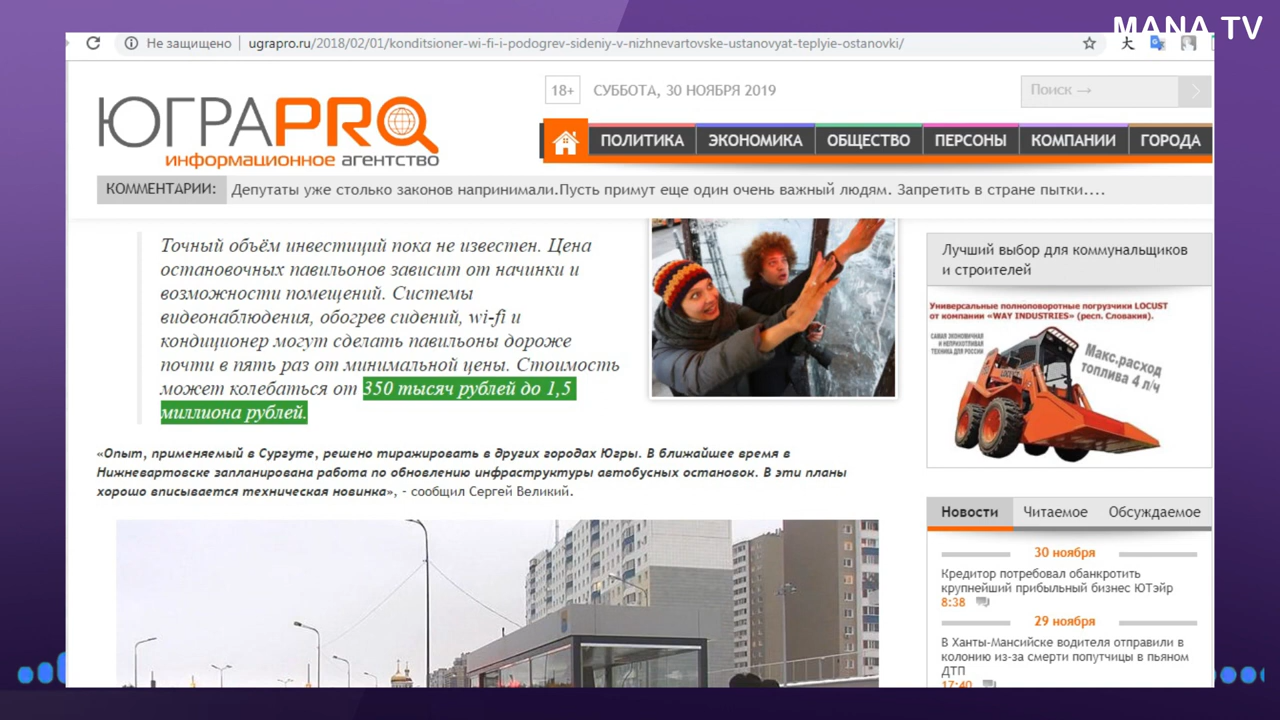 MANA TV
Не защищено
ugrapro.ru/2018/02/01/konditsioner-wi-fi-i-podogrev-sideniy-v-nizhnevartovske-ustanovyat-teplyie-ostanovki/
ЮГРАPRO
информационное агентство
18+
СУББОТА, 30 НОЯБРЯ 2019
Поиск →
ПОЛИТИКА
ЭКОНОМИКА
ОБЩЕСТВО
ПЕРСОНЫ
КОМПАНИИ
ГОРОДА
КОММЕНТАРИИ:
Депутаты уже столько законов напринимали.Пусть примут еще один очень важный людям. Запретить в стране пытки....
Точный объём инвестиций пока не известен. Цена
остановочных павильонов зависит от начинки и
возможности помещений. Системы
видеонаблюдения, обогрев сидений, wi-fi и
кондиционер могут сделать павильоны дороже
почти в пять раз от минимальной цены. Стоимость
может колебаться от 350 тысяч рублей до 1,5
миллиона рублей.
«Опыт, применяемый в Сургуте, решено тиражировать в других городах Югры. В ближайшее время в
Нижневартовске запланирована работа по обновлению инфраструктуры автобусных остановок. В эти планы
хорошо вписывается техническая новинка», - сообщил Сергей Великий.
Лучший выбор для коммунальщиков
и строителей
Универсальные полноповоротные погрузчики LOCUST
от компании «WAY INDUSTRIES» (респ. Словакия).
САМАЯ ЭКОНОМИЧНАЯ
И НЕПРИХОТЛИВАЯ
ТЕХНИКА ДЛЯ РОССИИ
Макс.расход
топлива 4 л/ч
Новости
Читаемое
Обсуждаемое
30 ноября
Кредитор потребовал обанкротить
крупнейший прибыльный бизнес ЮТэйр
8:38
29 ноября
В Ханты-Мансийске водителя отправили в
колонию из-за смерти попутчицы в пьяном
ДТП
17:40